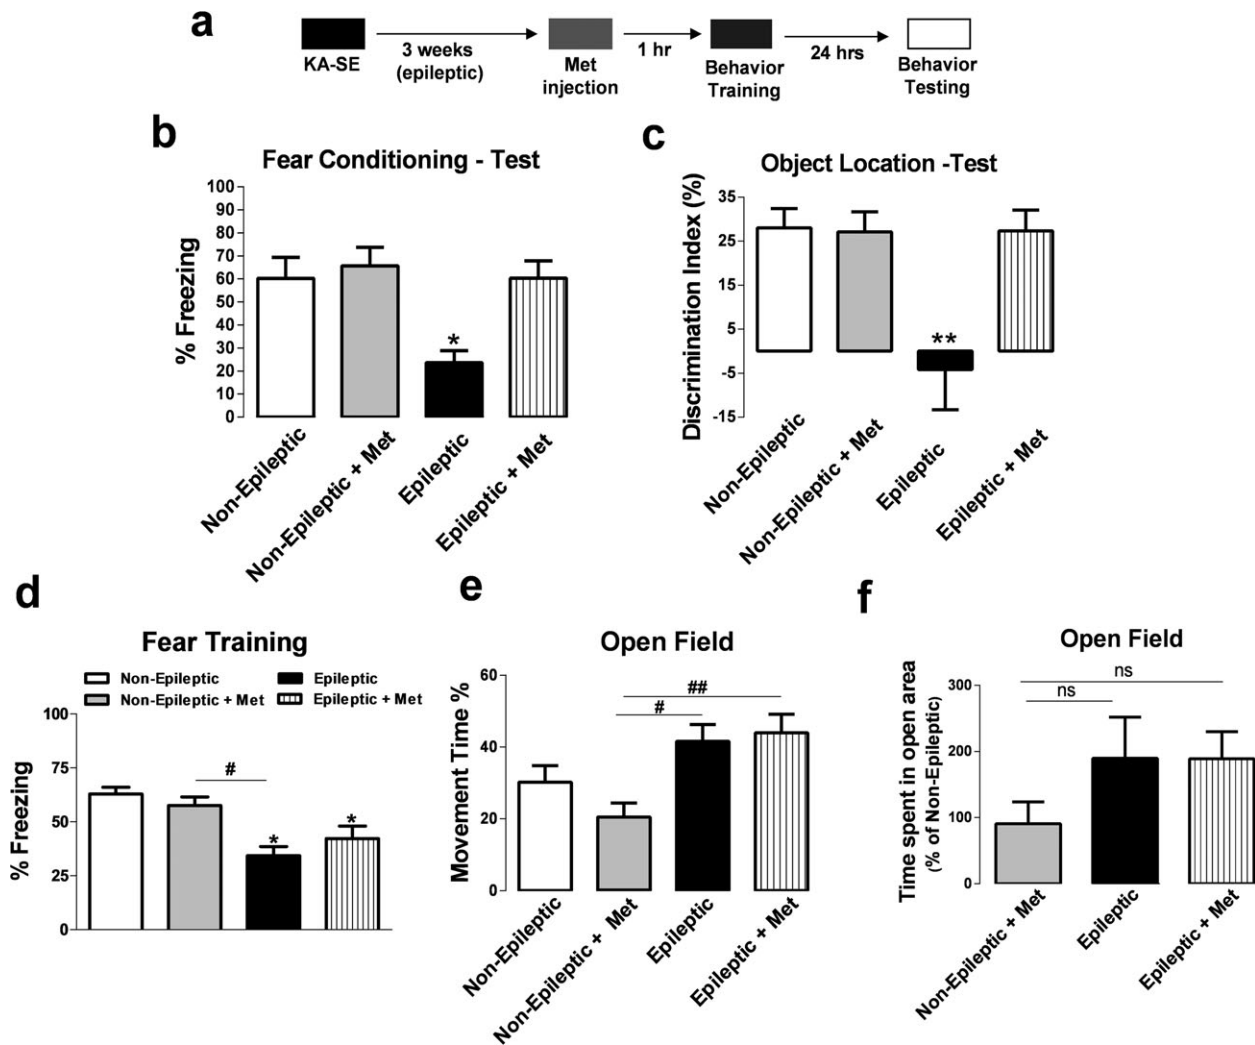 a
KA-SE
3 weeks
(epileptic)
Met
injection
1 hr
Behavior
Training
24 hrs
Behavior
Testing
b
Fear Conditioning - Test
% Freezing
100
90
80
70
60
50
40
30
20
10
0
*
Non-Epileptic
Non-Epileptic + Met
Epileptic
Epileptic + Met
c
Object Location -Test
Discrimination Index (%)
35
25
15
5
-5
-15
**
Non-Epileptic
Non-Epileptic + Met
Epileptic
Epileptic + Met
d
Fear Training
Non-Epileptic
Epileptic
Non-Epileptic + Met
Epileptic + Met
% Freezing
100
75
50
25
0
#
*
*
e
Open Field
Movement Time %
60
40
20
0
##
#
Non-Epileptic
Non-Epileptic + Met
Epileptic
Epileptic + Met
f
Open Field
Time spent in open area
(% of Non-Epileptic)
300
200
100
0
ns
ns
Non-Epileptic + Met
Epileptic
Epileptic + Met